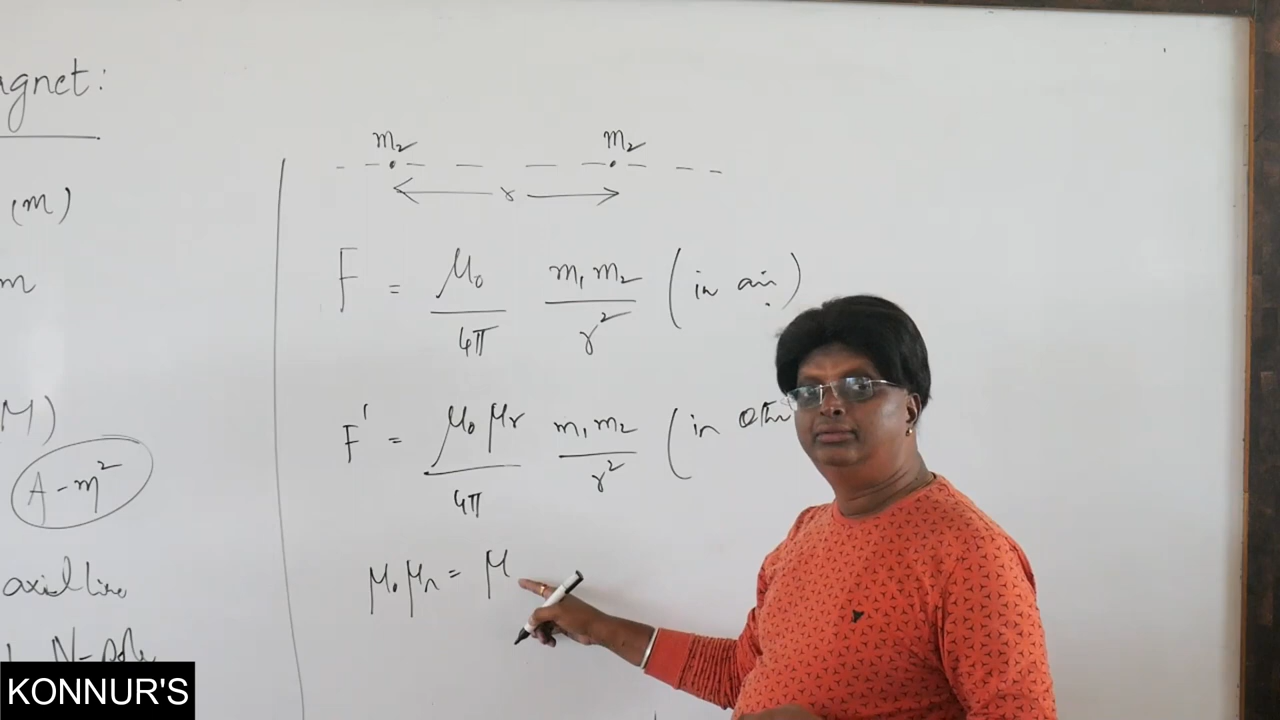 agnet:
(m)
m
M)
A-m²
axial line
N-pole
m₂ m₂
r
F = μ₀/4π m₁m₂/r² (in air)
F' = μ₀μr/4π m₁m₂/r² (in other
μ₀μr = μ
KONNUR'S